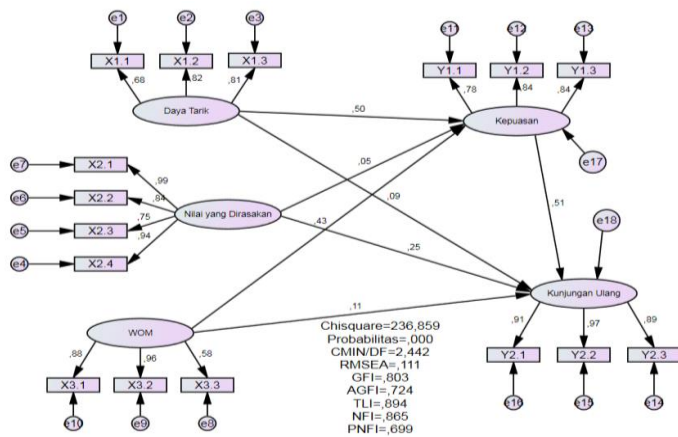 e1 e2 e3
X1.1 X1.2 X1.3
,68 ,82 ,81
Daya Tarik
e11 e12 e13
Y1.1 Y1.2 Y1.3
,78 ,84 ,84
Kepuasan
e17
,50
,05
,09
,43
,51
e7 X2.1 ,99
e6 X2.2 ,84
e5 X2.3 ,75
e4 X2.4 ,94
Nilai yang Dirasakan
,25
e18
Kunjungan Ulang
,11
WOM
,88 ,96 ,58
X3.1 X3.2 X3.3
e10 e9 e8
,91 ,97 ,89
Y2.1 Y2.2 Y2.3
e16 e15 e14
Chisquare=236,859
Probabilitas=,000
CMIN/DF=2,442
RMSEA=,111
GFI=,803
AGFI=,724
TLI=,894
NFI=,865
PNFI=,699